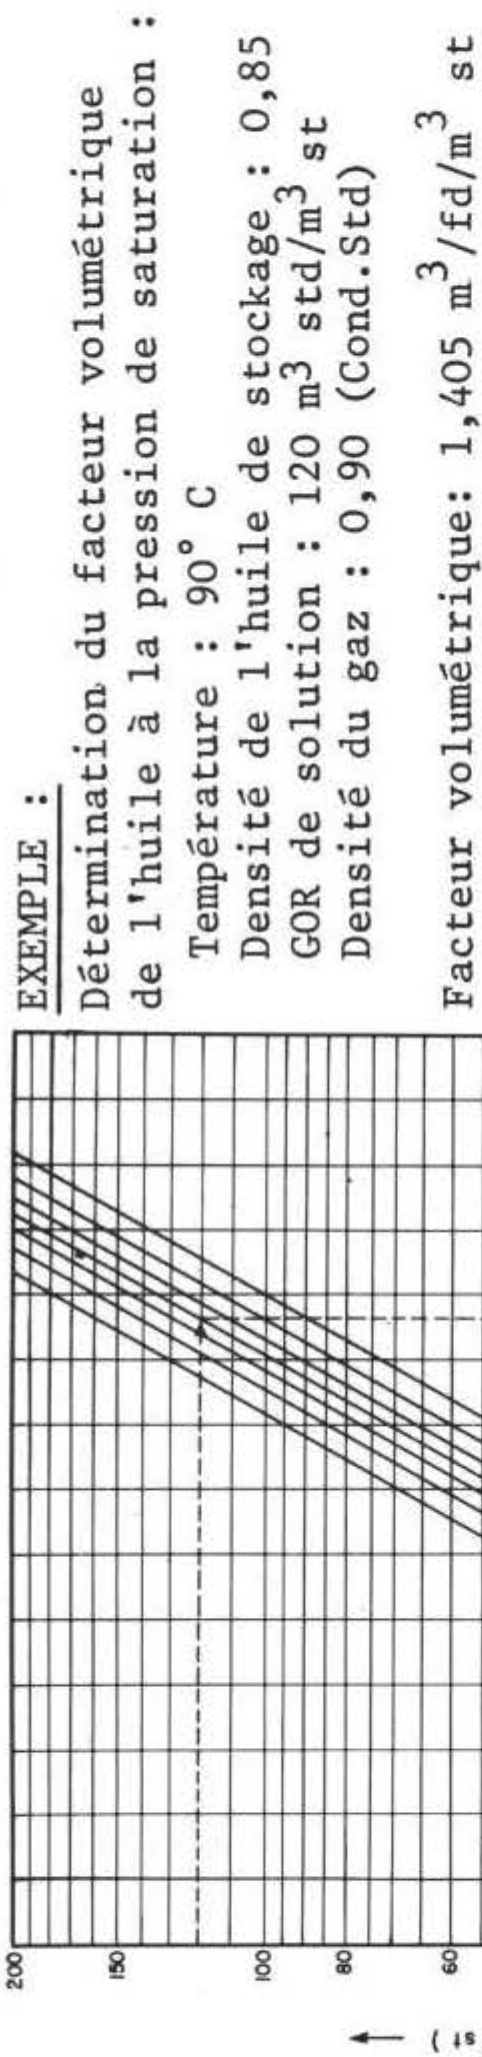 EXEMPLE :
Détermination du facteur volumétrique
de l'huile à la pression de saturation :
Température : 90° C
Densité de l'huile de stockage : 0,85
GOR de solution : 120 m³ std/m³ st
Densité du gaz : 0,90 (Cond.Std)
Facteur volumétrique: 1,405 m³/fd/m³ st
200
150
100
80
60
st )